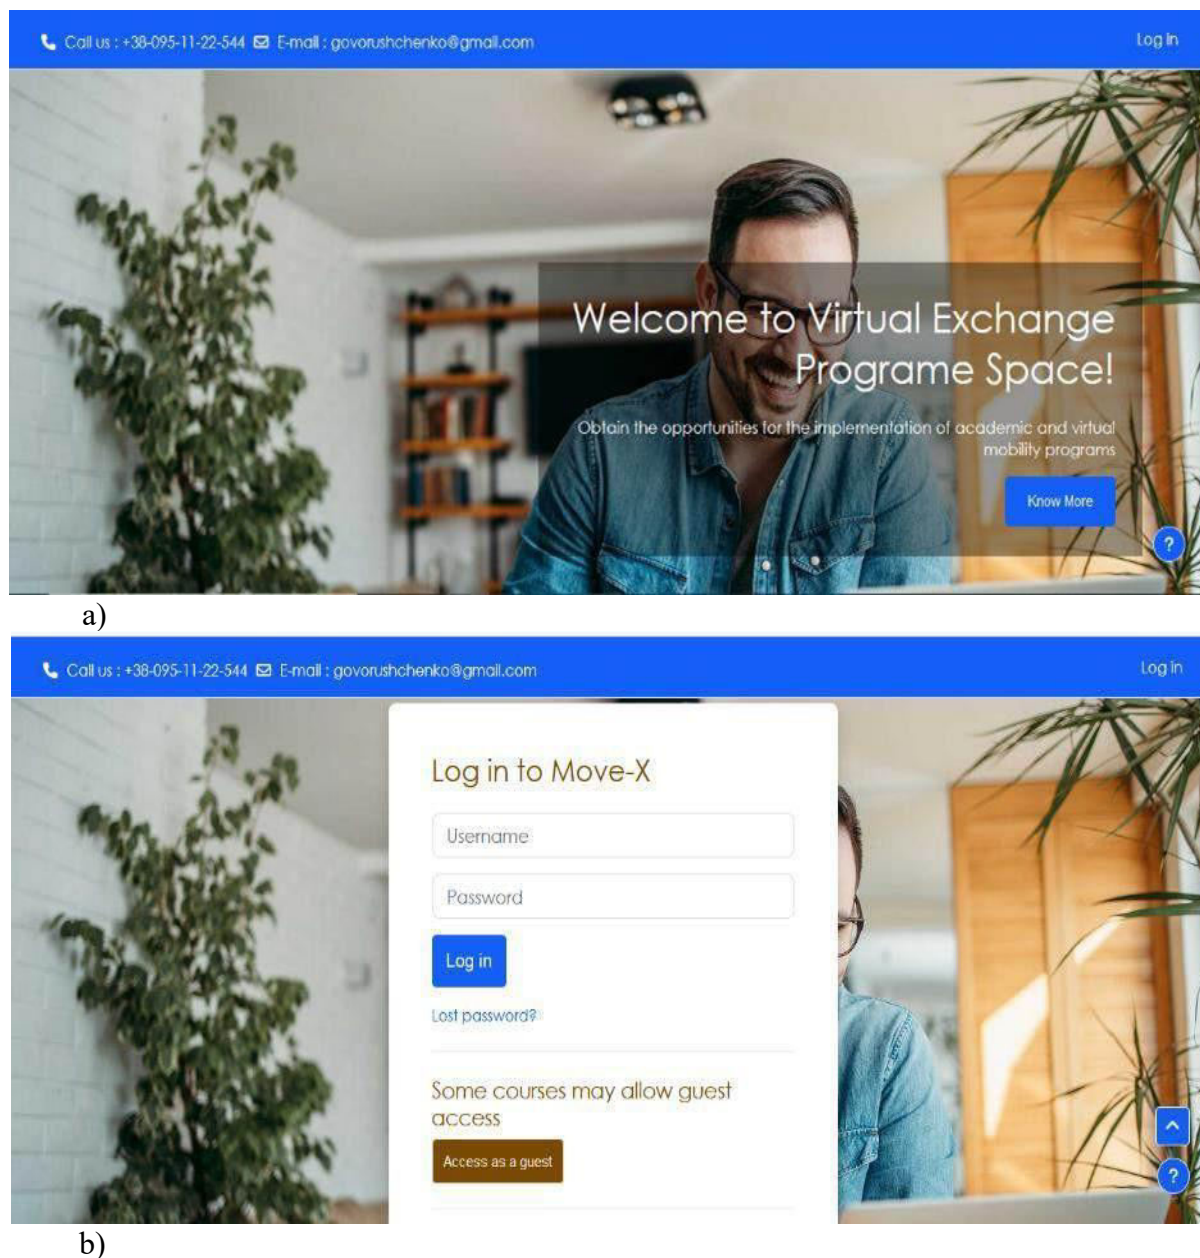 Call us : +38-095-11-22-544 E-mail : govorushchenko@gmail.com
Log in
Welcome to Virtual Exchange
Programe Space!
Obtain the opportunities for the implementation of academic and virtual
mobility programs
Know More
?
a)
Call us : +38-095-11-22-544 E-mail : govorushchenko@gmail.com
Log in
Log in to Move-X
Username
Password
Log in
Lost password?
Some courses may allow guest
access
Access as a guest
?
b)